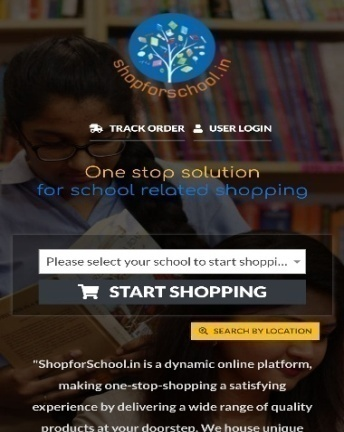 shopforschool.in
TRACK ORDER USER LOGIN
One stop solution
for school related shopping
Please select your school to start shoppi...
START SHOPPING
SEARCH BY LOCATION
"ShopforSchool.in is a dynamic online platform,
making one-stop-shopping a satisfying
experience by delivering a wide range of quality
products at your doorstep. We house unique